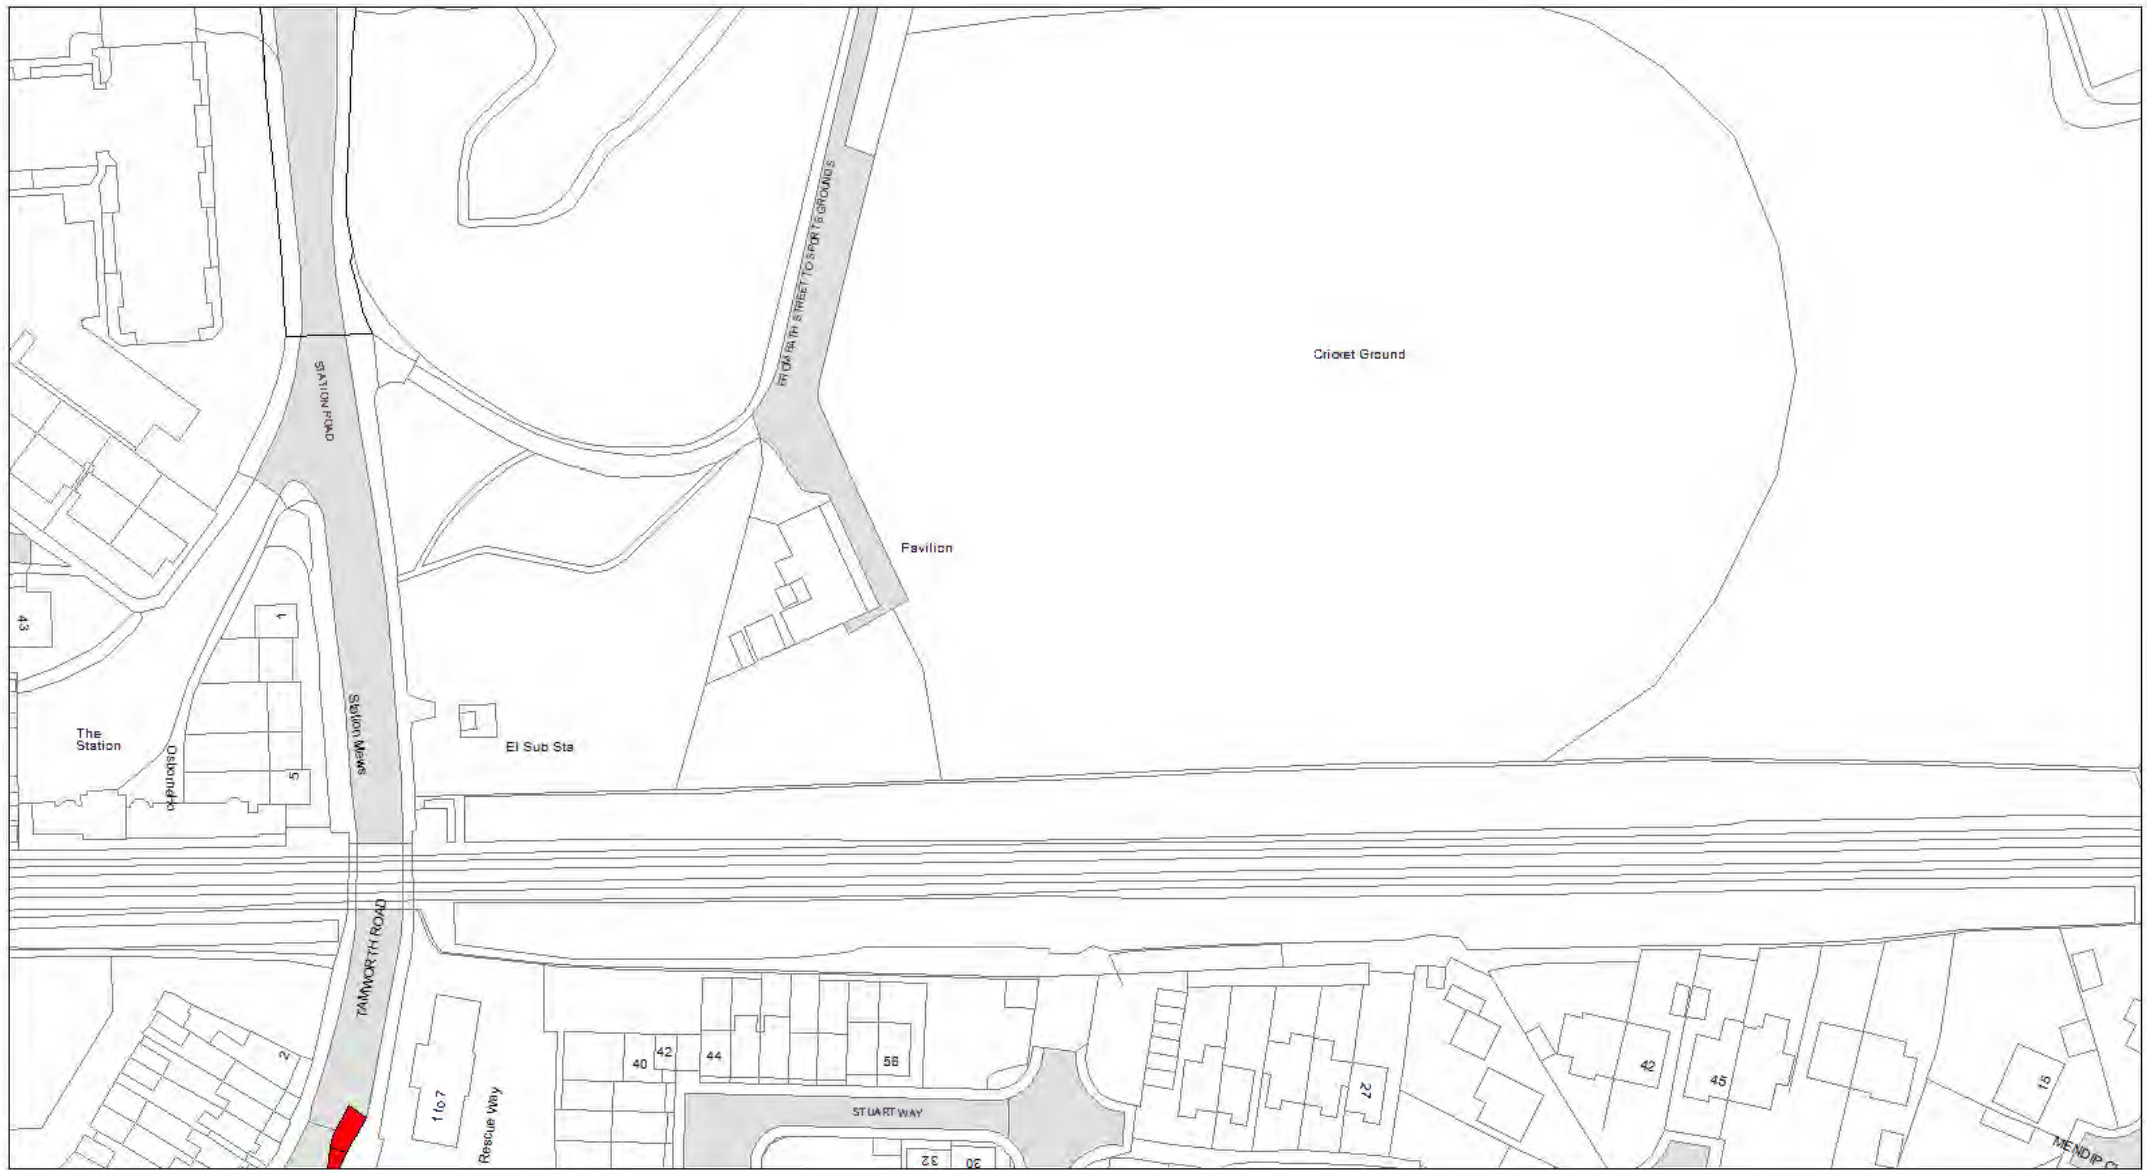 FROM PATH STREET TO SPORTS GROUNDS
Cricket Ground
STATION ROAD
Pavilion
43
1
Station Mews
The
Station
El Sub Sta
5
TAMWORTH ROAD
2
40
42
44
56
42
45
15
27
1 to 7
Rescue Way
STUART WAY
32
30
MENDIP